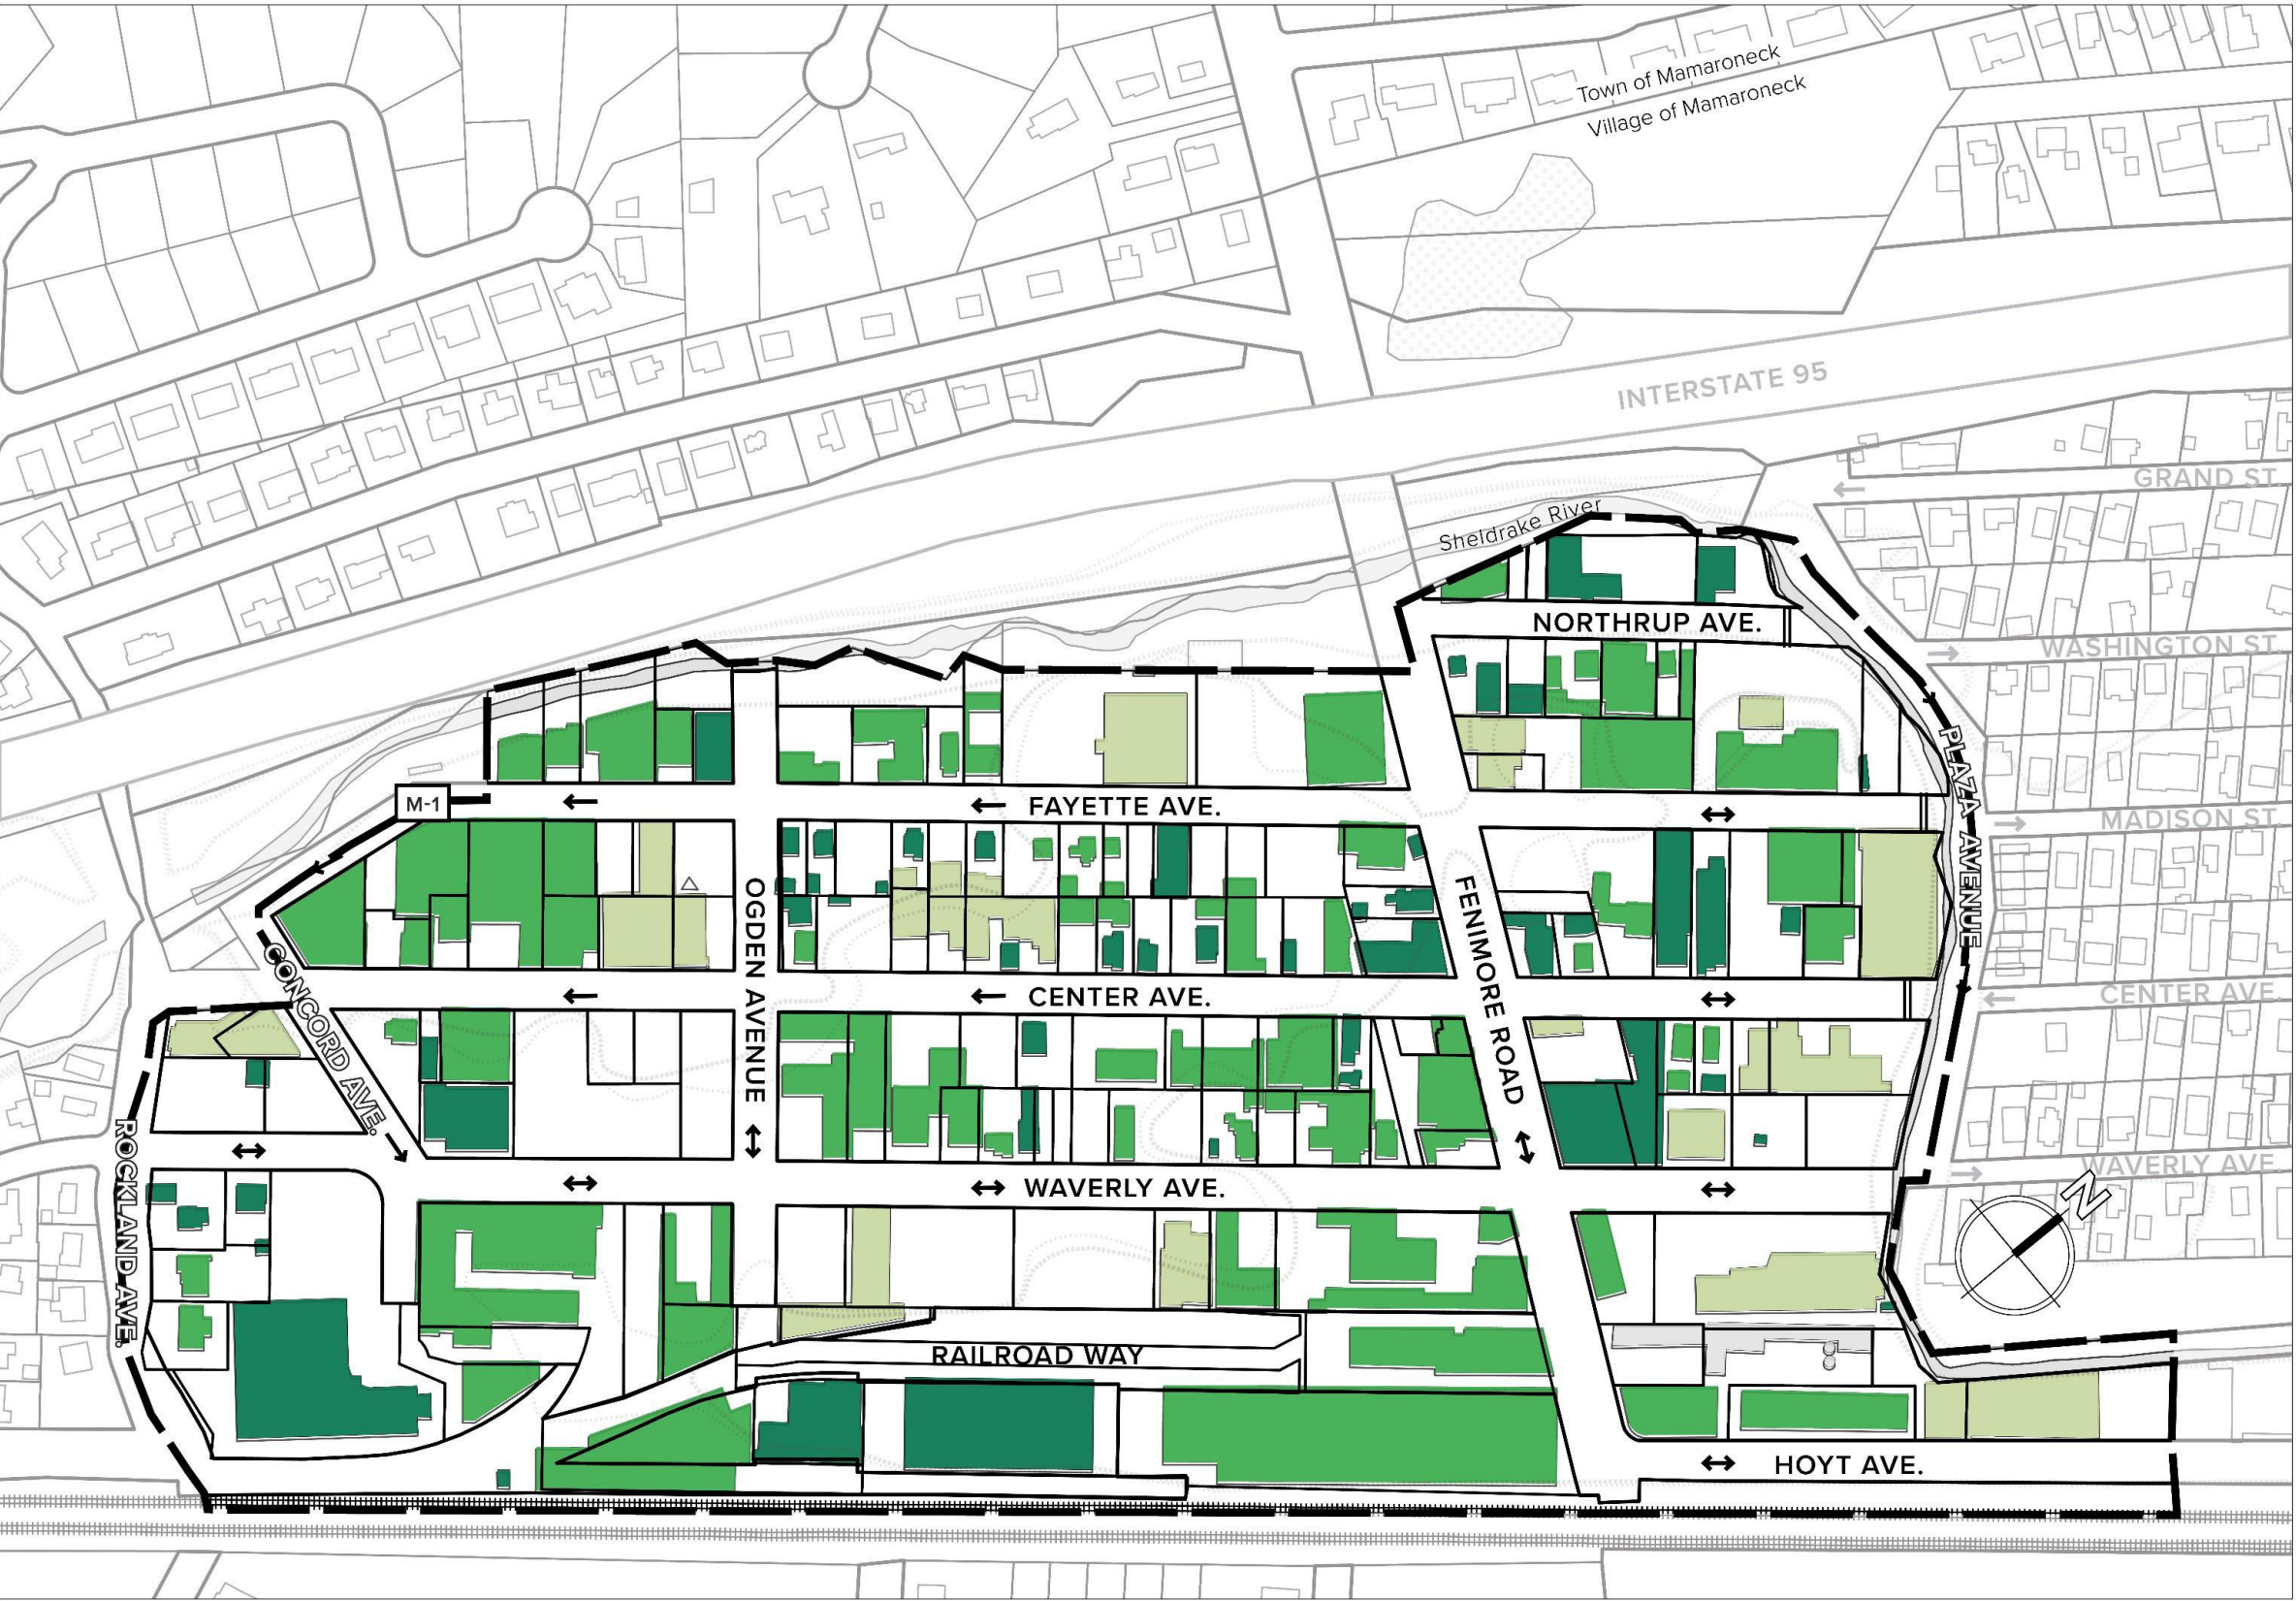 Town of Mamaroneck
Village of Mamaroneck
INTERSTATE 95
GRAND ST.
Sheldrake River
NORTHRUP AVE.
WASHINGTON ST.
PLAZA AVENUE
M-1
FAYETTE AVE.
MADISON ST.
OGDEN AVENUE
FENIMORE ROAD
CONCORD AVE.
CENTER AVE.
CENTER AVE.
ROCKLAND AVE.
WAVERLY AVE.
WAVERLY AVE.
N
RAILROAD WAY
HOYT AVE.